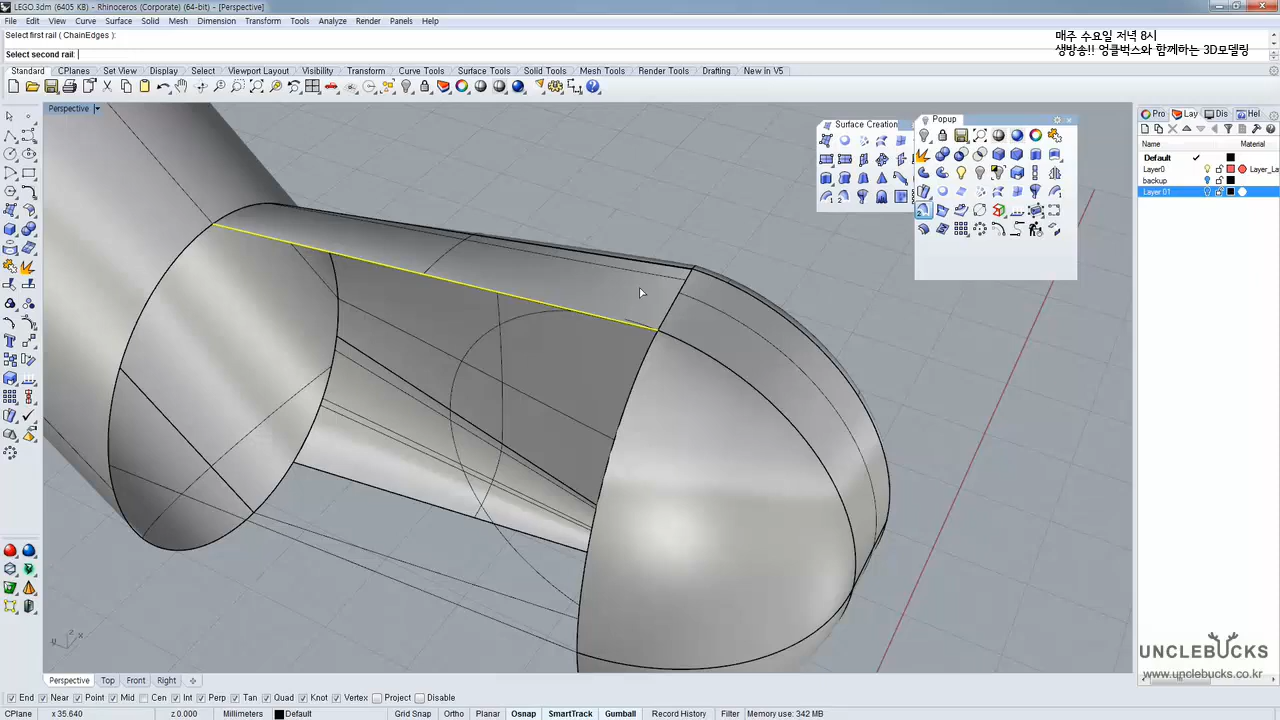 LEGO.3dm (6405 KB) - Rhinoceros (Corporate) (64-bit) - [Perspective]
File Edit View Curve Surface Solid Mesh Dimension Transform Tools Analyze Render Panels Help
Select first rail ( ChainEdges ):
Select second rail:
매주 수요일 저녁 8시
생방송!! 엉클벅스와 함께하는 3D모델링
Standard CPlanes Set View Display Select Viewport Layout Visibility Transform Curve Tools Surface Tools Solid Tools Mesh Tools Render Tools Drafting New in V5
Perspective
Surface Creation
Popup
Pro Lay Dis Hel
Name Material
Default
Layer0 Layer_La
backup
Layer 01
z x y
UNCLEBUCKS
www.unclebucks.co.kr
Perspective Top Front Right
End Near Point Mid Cen Int Perp Tan Quad Knot Vertex Project Disable
CPlane x 35.640 z 0.000 Millimeters Default Grid Snap Ortho Planar Osnap SmartTrack Gumball Record History Filter Memory use: 342 MB